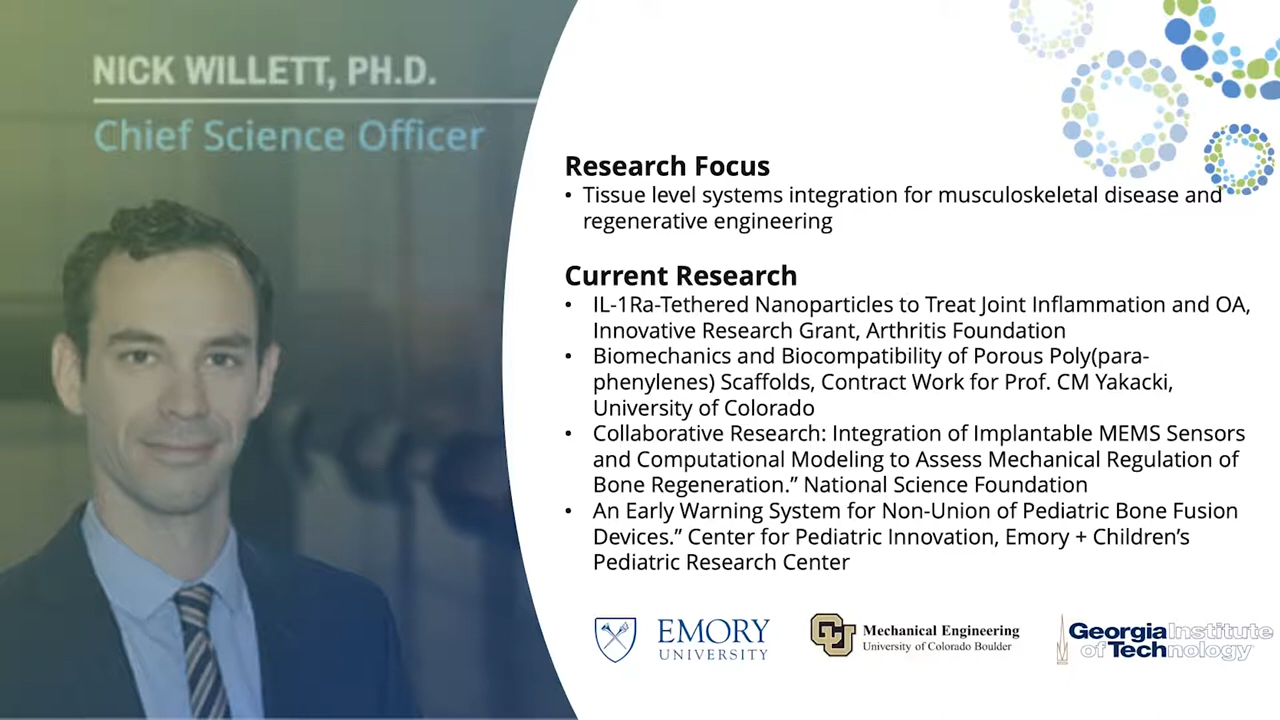 NICK WILLETT, PH.D.
Chief Science Officer
Research Focus
• Tissue level systems integration for musculoskeletal disease and
regenerative engineering
Current Research
• IL-1Ra-Tethered Nanoparticles to Treat Joint Inflammation and OA,
Innovative Research Grant, Arthritis Foundation
• Biomechanics and Biocompatibility of Porous Poly(para-
phenylenes) Scaffolds, Contract Work for Prof. CM Yakacki,
University of Colorado
• Collaborative Research: Integration of Implantable MEMS Sensors
and Computational Modeling to Assess Mechanical Regulation of
Bone Regeneration.” National Science Foundation
• An Early Warning System for Non-Union of Pediatric Bone Fusion
Devices.” Center for Pediatric Innovation, Emory + Children’s
Pediatric Research Center
EMORY
UNIVERSITY
CU
Mechanical Engineering
University of Colorado Boulder
Georgia Institute
of Technology